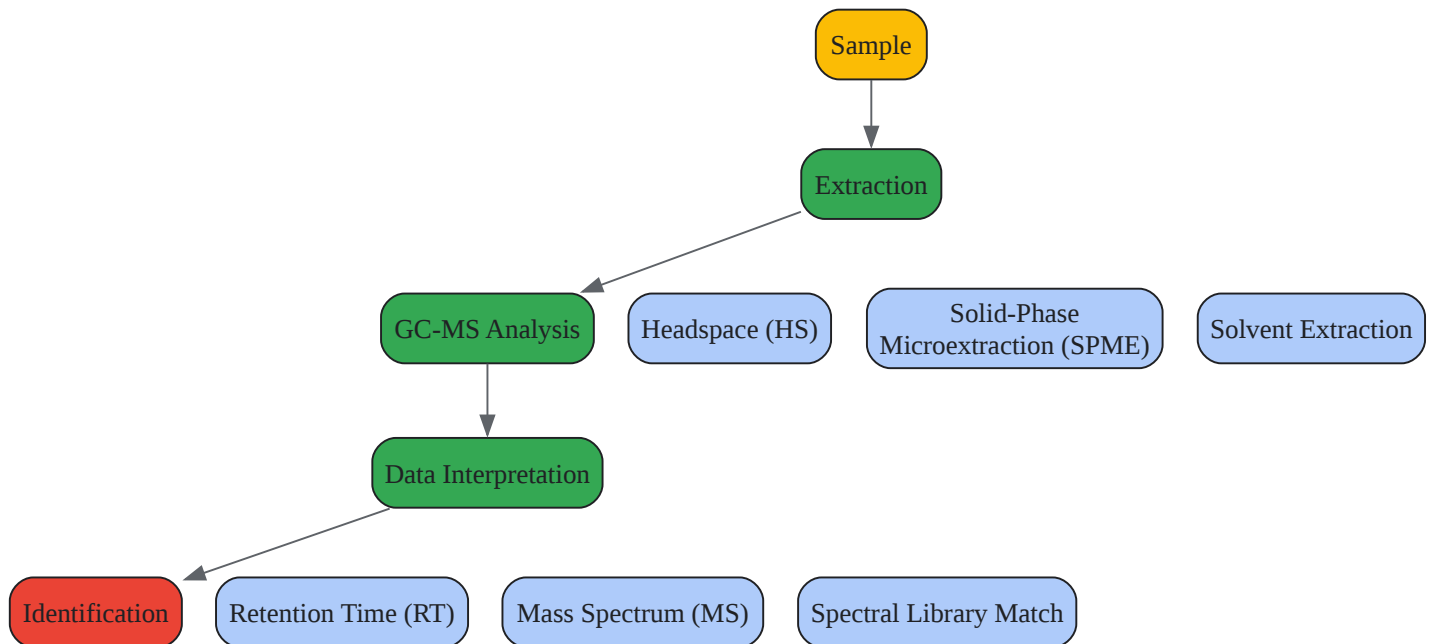 Sample
Extraction
GC-MS Analysis
Headspace (HS)
Solid-Phase
Microextraction (SPME)
Solvent Extraction
Data Interpretation
Identification
Retention Time (RT)
Mass Spectrum (MS)
Spectral Library Match